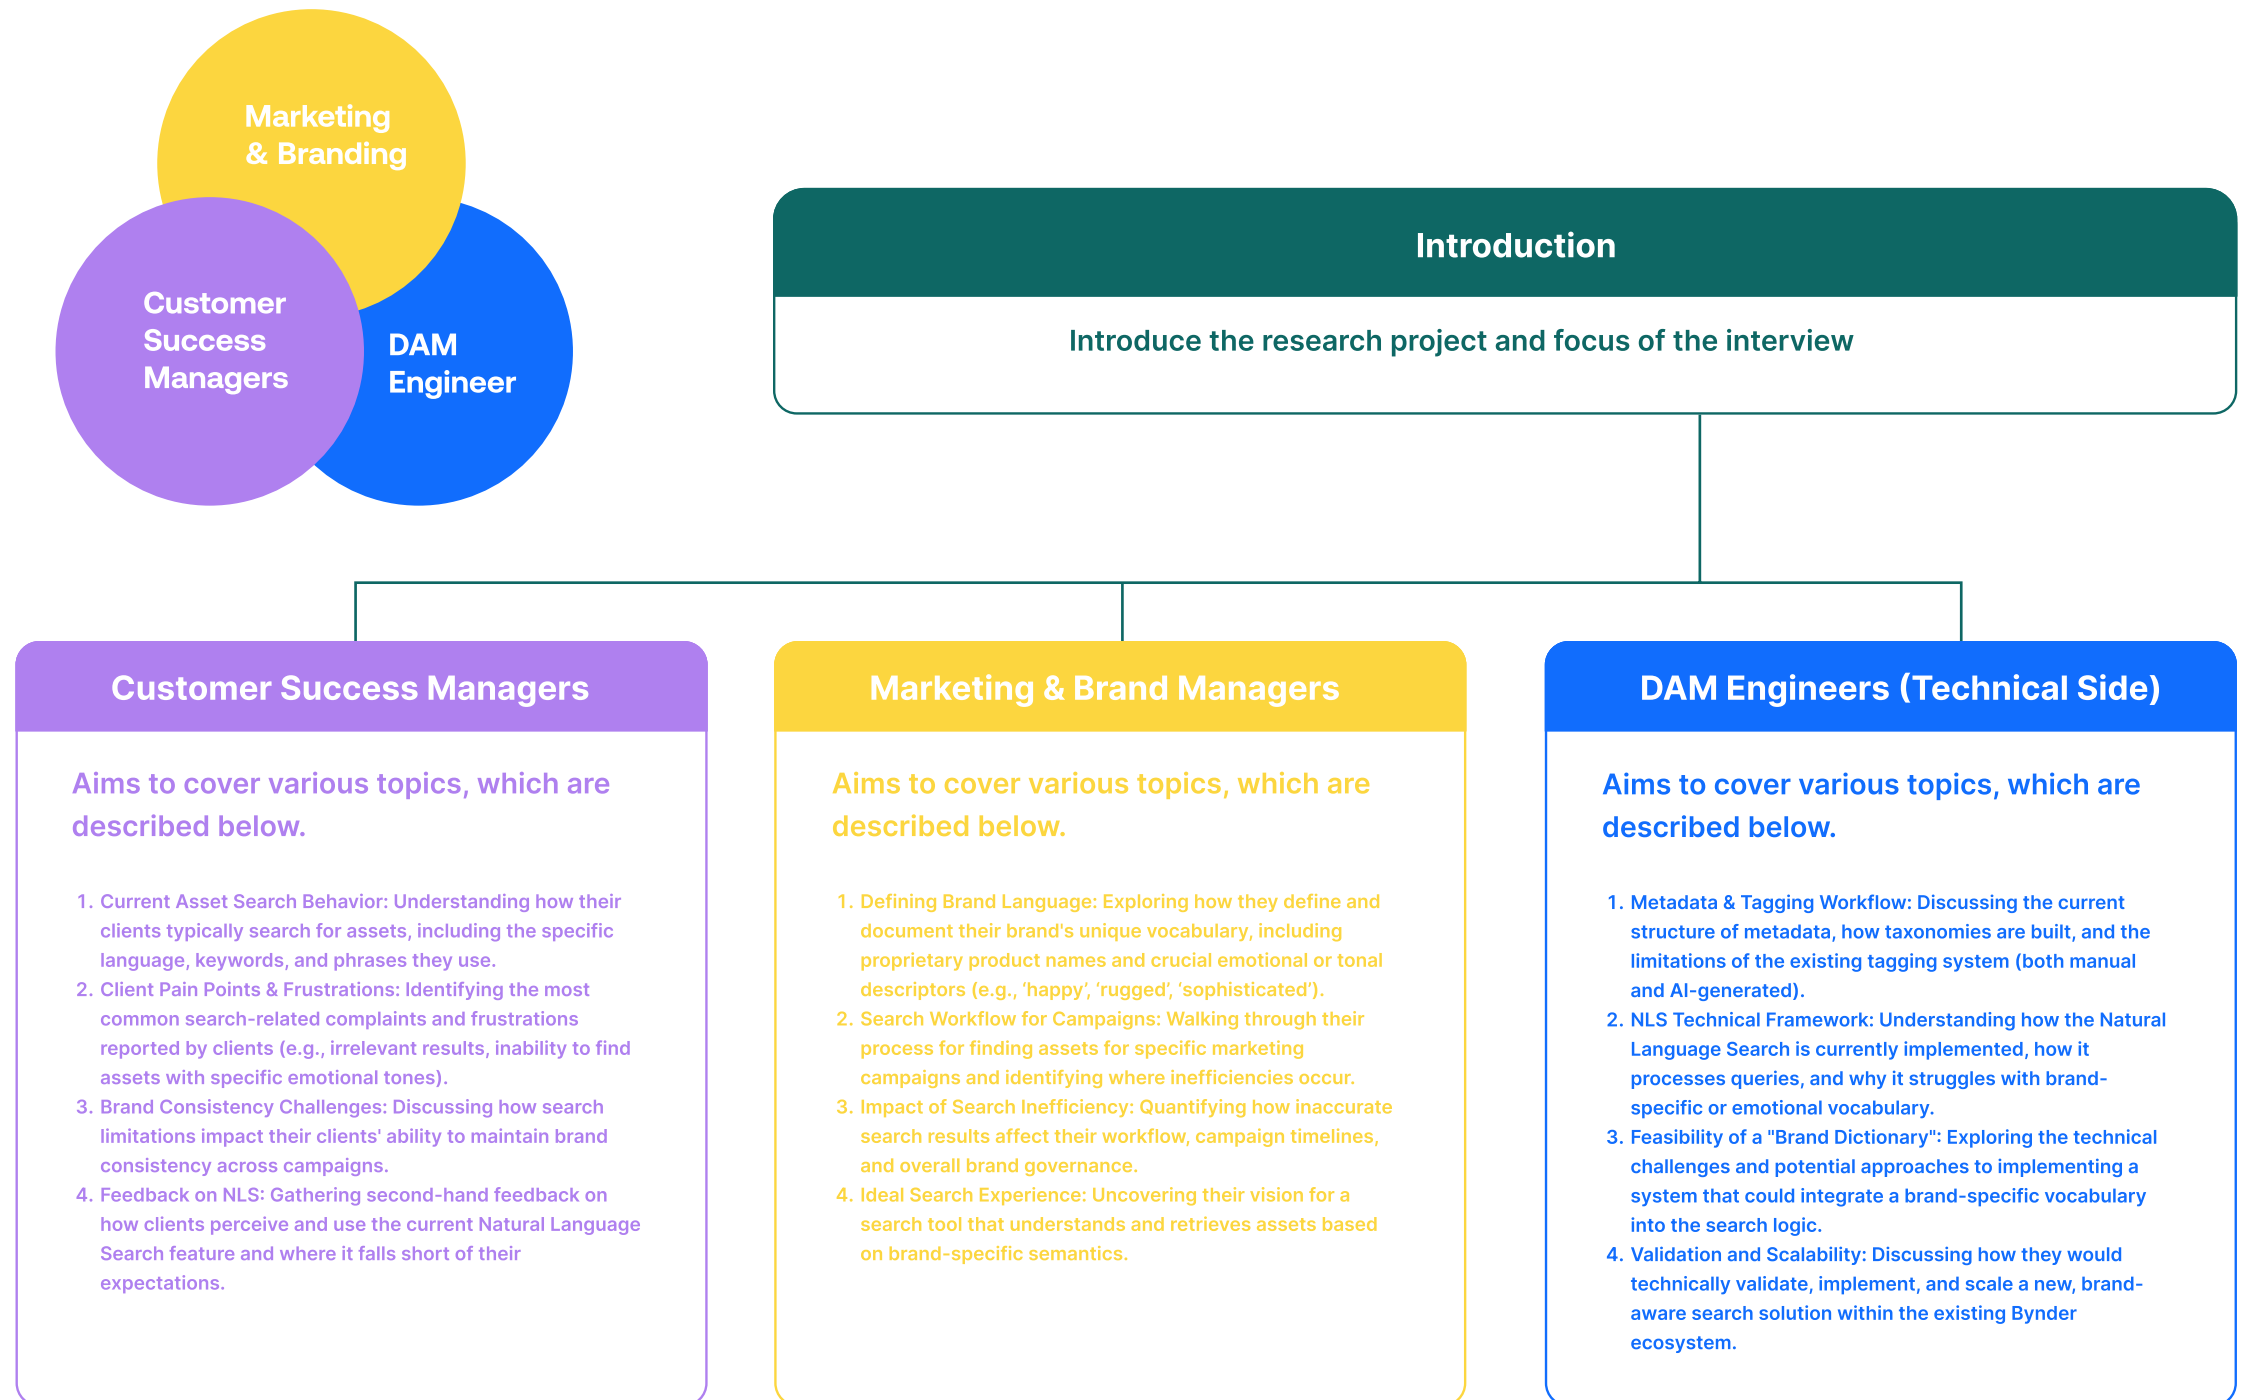 Marketing
& Branding
Customer
Success
Managers
DAM
Engineer
Introduction
Introduce the research project and focus of the interview
Customer Success Managers
Aims to cover various topics, which are
described below.
1. Current Asset Search Behavior: Understanding how their
clients typically search for assets, including the specific
language, keywords, and phrases they use.
2. Client Pain Points & Frustrations: Identifying the most
common search-related complaints and frustrations
reported by clients (e.g., irrelevant results, inability to find
assets with specific emotional tones).
3. Brand Consistency Challenges: Discussing how search
limitations impact their clients' ability to maintain brand
consistency across campaigns.
4. Feedback on NLS: Gathering second-hand feedback on
how clients perceive and use the current Natural Language
Search feature and where it falls short of their
expectations.
Marketing & Brand Managers
Aims to cover various topics, which are
described below.
1. Defining Brand Language: Exploring how they define and
document their brand's unique vocabulary, including
proprietary product names and crucial emotional or tonal
descriptors (e.g., ‘happy’, ‘rugged’, ‘sophisticated’).
2. Search Workflow for Campaigns: Walking through their
process for finding assets for specific marketing
campaigns and identifying where inefficiencies occur.
3. Impact of Search Inefficiency: Quantifying how inaccurate
search results affect their workflow, campaign timelines,
and overall brand governance.
4. Ideal Search Experience: Uncovering their vision for a
search tool that understands and retrieves assets based
on brand-specific semantics.
DAM Engineers (Technical Side)
Aims to cover various topics, which are
described below.
1. Metadata & Tagging Workflow: Discussing the current
structure of metadata, how taxonomies are built, and the
limitations of the existing tagging system (both manual
and AI-generated).
2. NLS Technical Framework: Understanding how the Natural
Language Search is currently implemented, how it
processes queries, and why it struggles with brand-
specific or emotional vocabulary.
3. Feasibility of a "Brand Dictionary": Exploring the technical
challenges and potential approaches to implementing a
system that could integrate a brand-specific vocabulary
into the search logic.
4. Validation and Scalability: Discussing how they would
technically validate, implement, and scale a new, brand-
aware search solution within the existing Bynder
ecosystem.